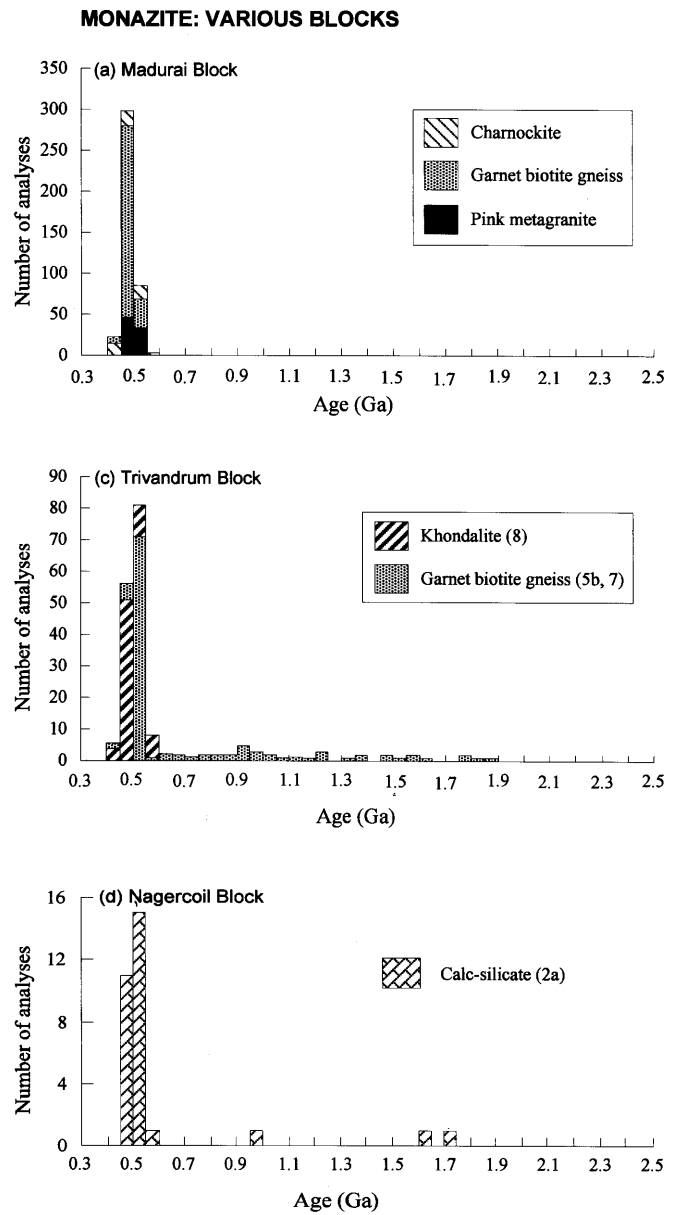 MONAZITE: VARIOUS BLOCKS
(a) Madurai Block
350
300
250
200
150
100
50
0
Number of analyses
Charnockite
Garnet biotite gneiss
Pink metagranite
0.3 0.5 0.7 0.9 1.1 1.3 1.5 1.7 1.9 2.1 2.3 2.5
Age (Ga)
(c) Trivandrum Block
90
80
70
60
50
40
30
20
10
0
Number of analyses
Khondalite (8)
Garnet biotite gneiss (5b, 7)
0.3 0.5 0.7 0.9 1.1 1.3 1.5 1.7 1.9 2.1 2.3 2.5
Age (Ga)
(d) Nagercoil Block
16
12
8
4
0
Number of analyses
Calc-silicate (2a)
0.3 0.5 0.7 0.9 1.1 1.3 1.5 1.7 1.9 2.1 2.3 2.5
Age (Ga)